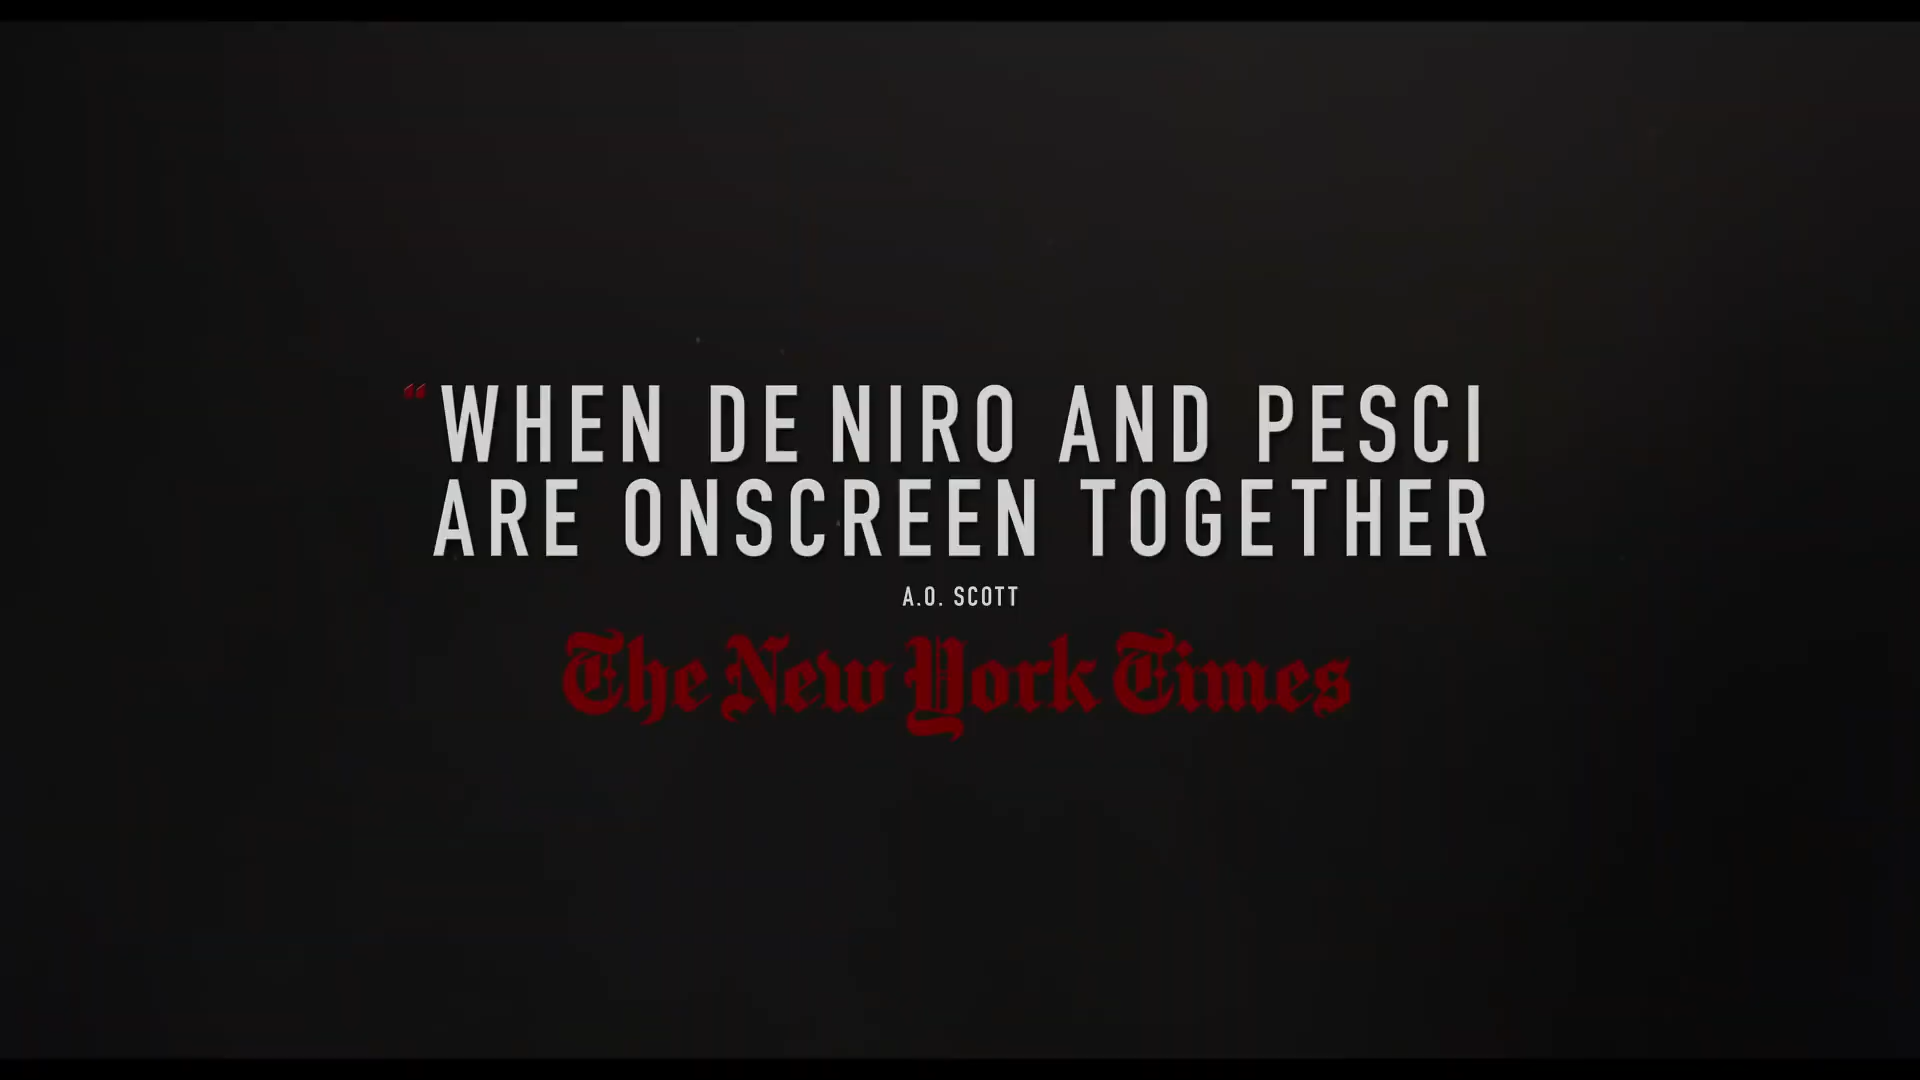 “WHEN DE NIRO AND PESCI
ARE ONSCREEN TOGETHER
A.O. SCOTT
The New York Times